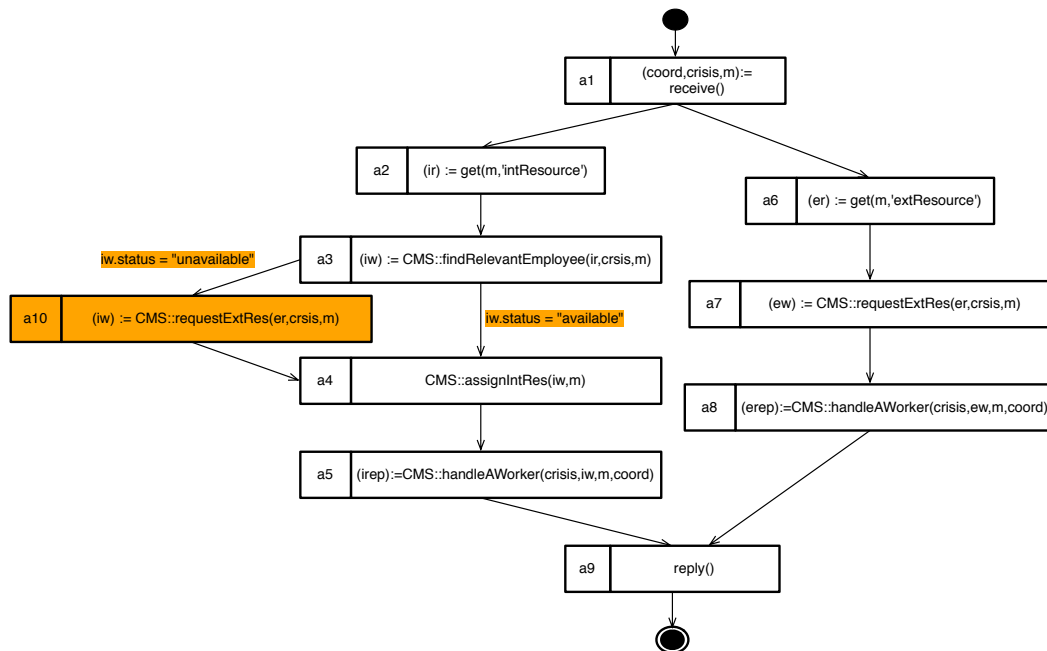 a1
(coord,crisis,m):=
receive()
a2
(ir) := get(m,'intResource')
a6
(er) := get(m,'extResource')
iw.status = "unavailable"
a3
(iw) := CMS::findRelevantEmployee(ir,crsis,m)
a10
(iw) := CMS::requestExtRes(er,crsis,m)
iw.status = "available"
a7
(ew) := CMS::requestExtRes(er,crsis,m)
a4
CMS::assignIntRes(iw,m)
a8
(erep):=CMS::handleAWorker(crisis,ew,m,coord)
a5
(irep):=CMS::handleAWorker(crisis,iw,m,coord)
a9
reply()